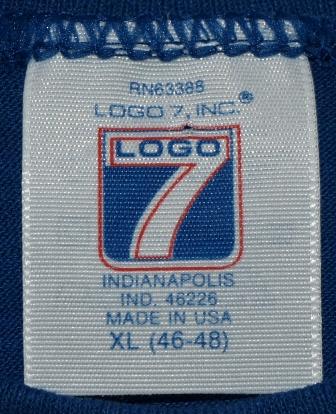 RN63388
LOGO 7, INC®
LOGO
7
INDIANAPOLIS
IND. 46226
MADE IN USA
XL (46-48)